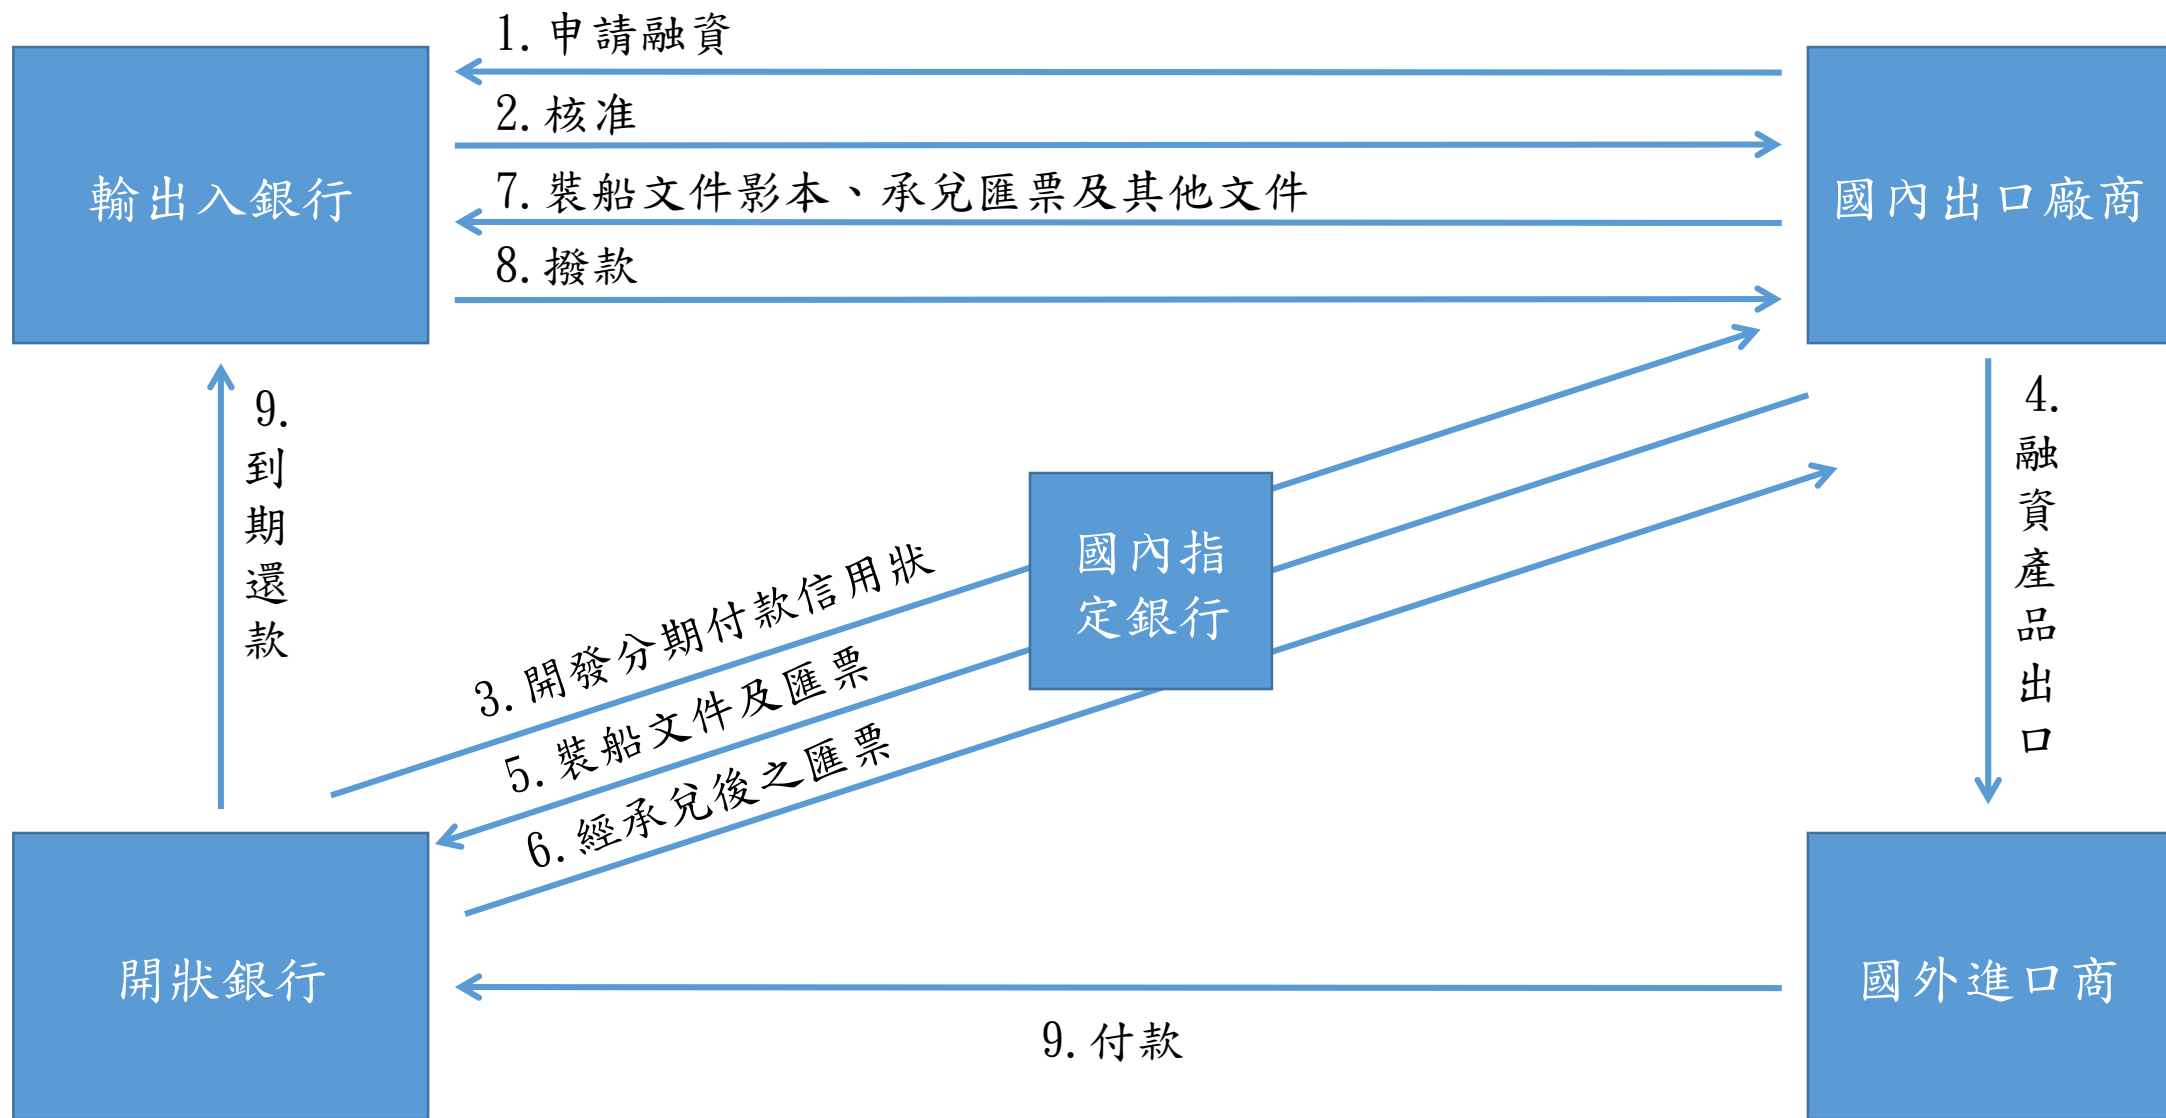 1.申請融資
2.核准
7.裝船文件影本、承兌匯票及其他文件
8.撥款
輸出入銀行
國內出口廠商
9.到期還款
4.融資產品出口
國內指
定銀行
3.開發分期付款信用狀
5.裝船文件及匯票
6.經承兌後之匯票
開狀銀行
國外進口商
9.付款